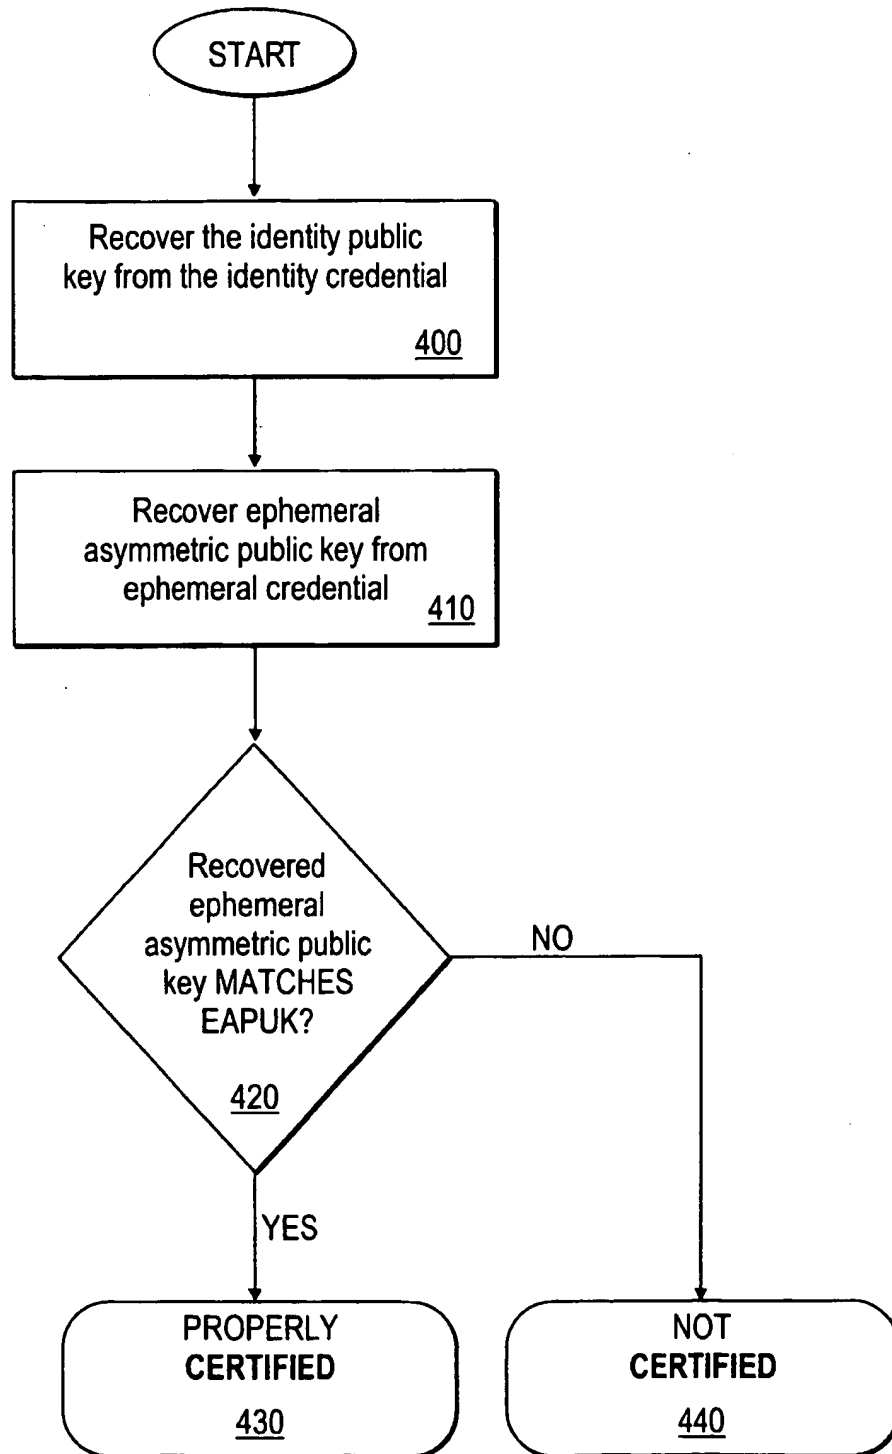 START
Recover the identity public
key from the identity credential
400
Recover ephemeral
asymmetric public key from
ephemeral credential
410
Recovered
ephemeral
asymmetric public
key MATCHES
EAPUK?
420
NO
YES
PROPERLY
CERTIFIED
430
NOT
CERTIFIED
440